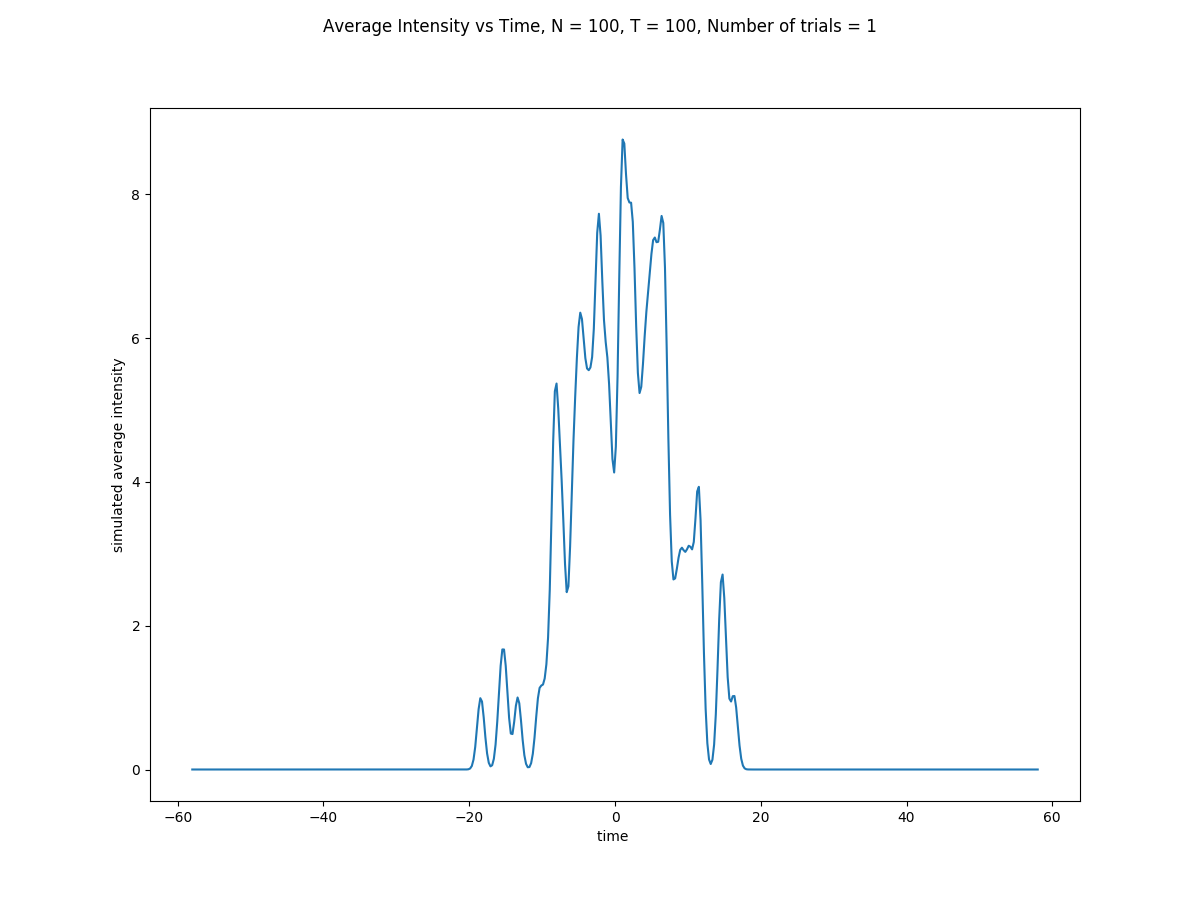 Average Intensity vs Time, N = 100, T = 100, Number of trials = 1
8
6
4
2
0
simulated average intensity
−60 −40 −20 0 20 40 60
time